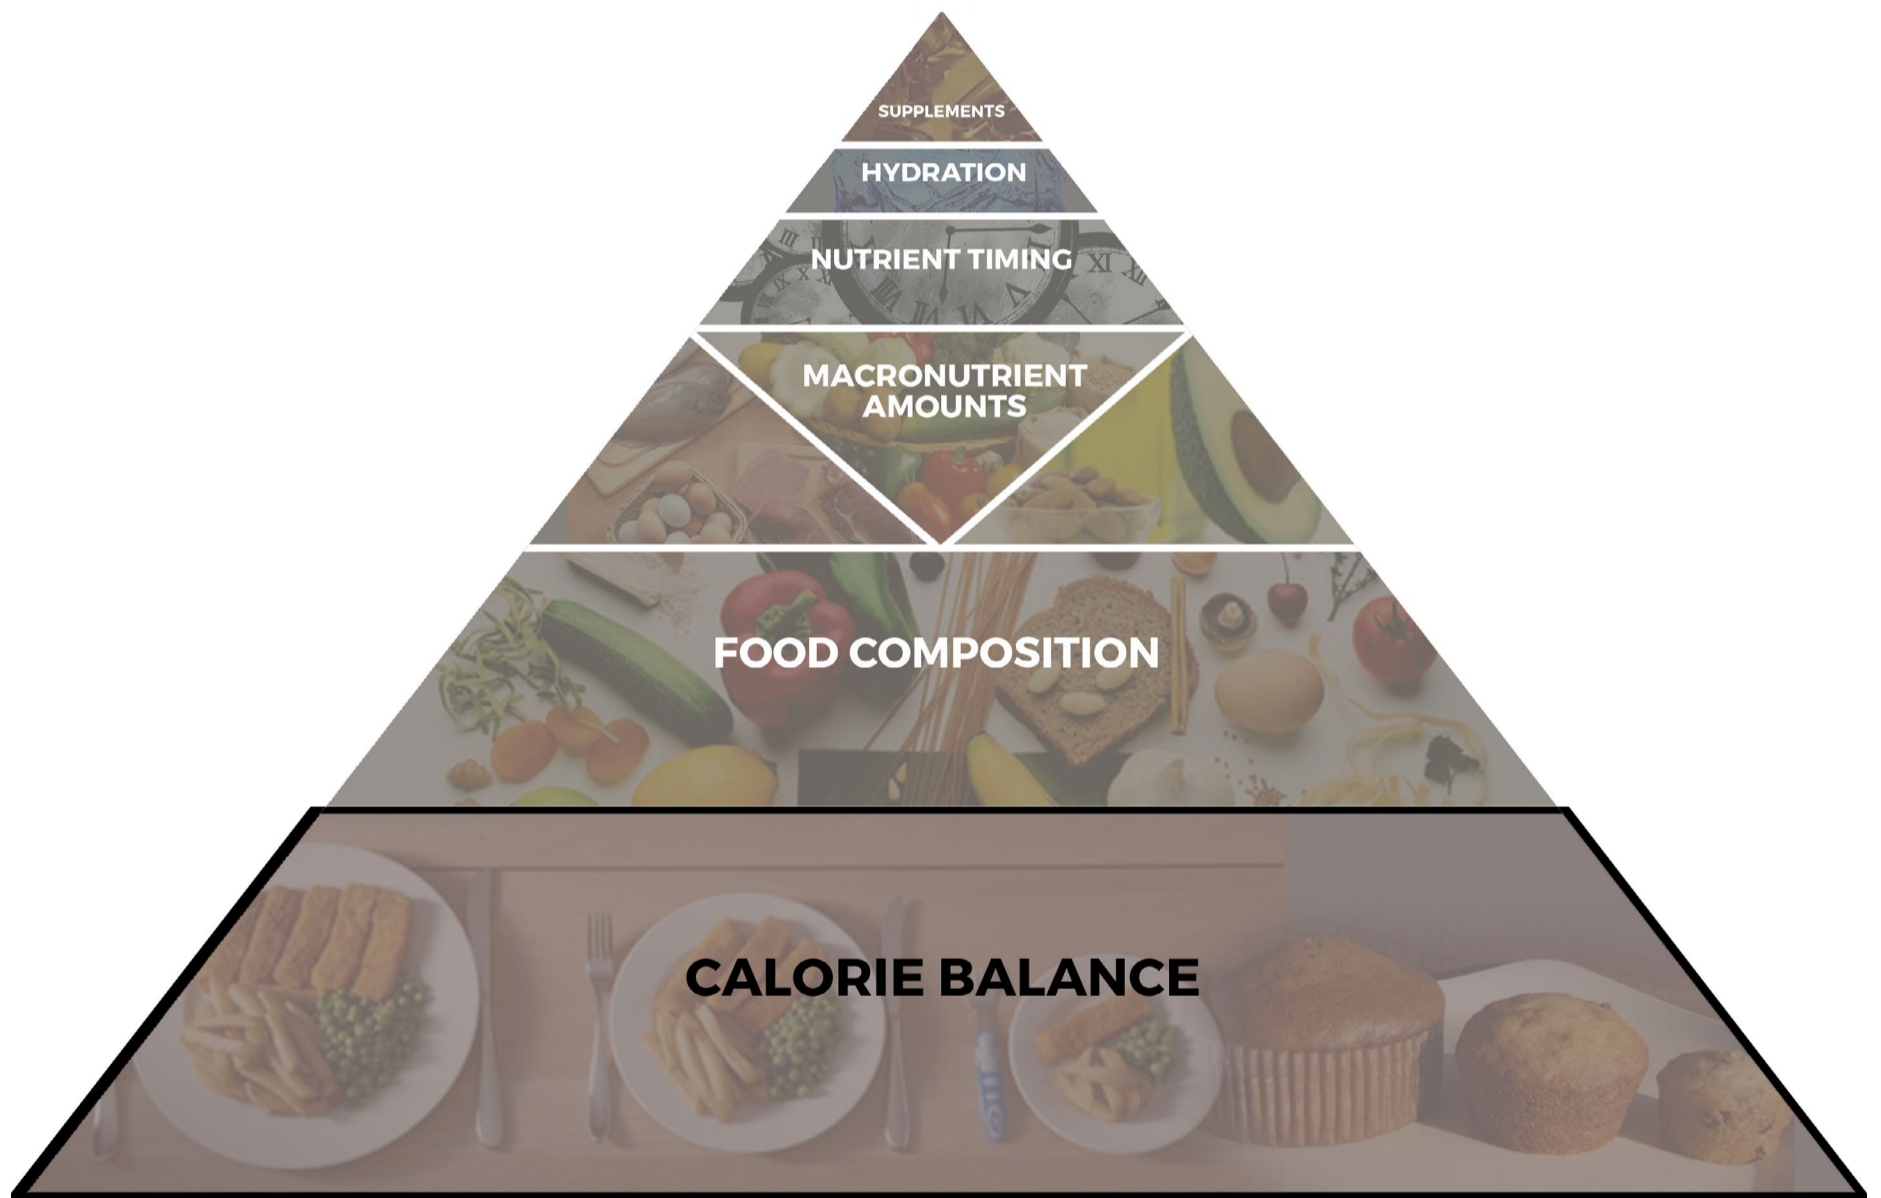 SUPPLEMENTS
HYDRATION
NUTRIENT TIMING
MACRONUTRIENT
AMOUNTS
FOOD COMPOSITION
CALORIE BALANCE